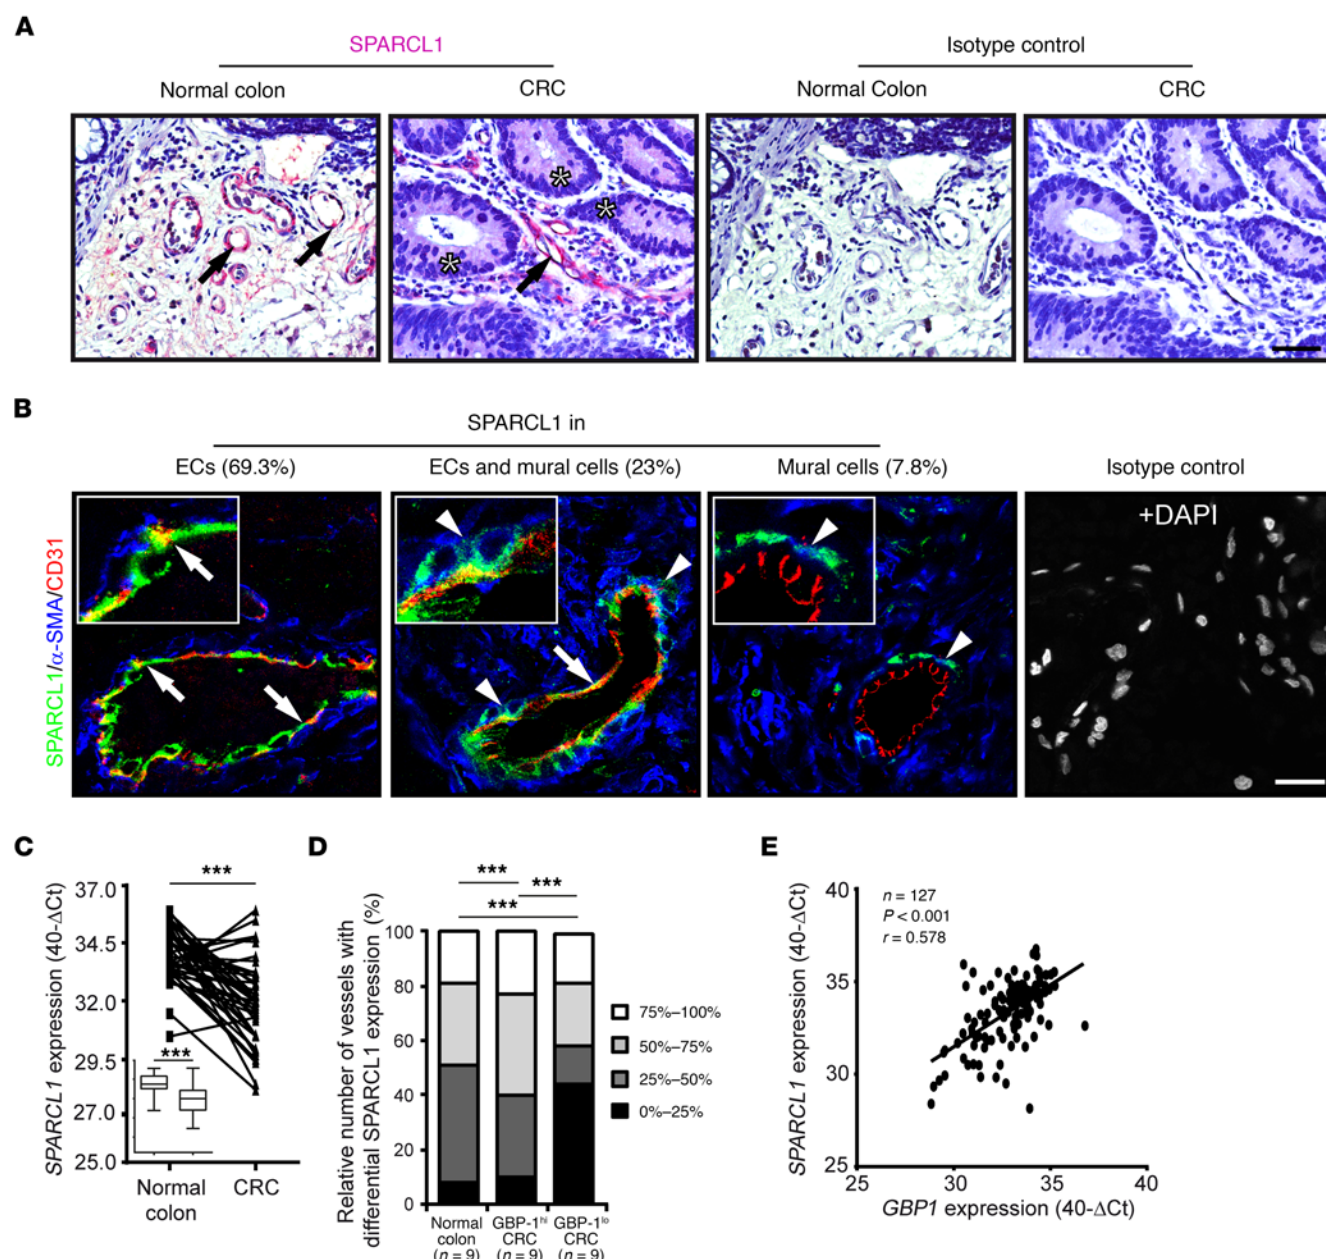 A
SPARCL1
Isotype control
Normal colon
CRC
Normal Colon
CRC
*
*
*
B
SPARCL1 in
ECs (69.3%)
ECs and mural cells (23%)
Mural cells (7.8%)
Isotype control
SPARCL1/α-SMA/CD31
+DAPI
C
SPARCL1 expression (40-ΔCt)
37.0
34.5
32.0
29.5
27.0
25.0
***
***
Normal
colon
CRC
D
Relative number of vessels with
differential SPARCL1 expression (%)
100
80
60
40
20
0
***
***
***
75%–100%
50%–75%
25%–50%
0%–25%
Normal
colon
(n = 9)
GBP-1hi
CRC
(n = 9)
GBP-1lo
CRC
(n = 9)
E
SPARCL1 expression (40-ΔCt)
40
35
30
25
n = 127
P < 0.001
r = 0.578
25
30
35
40
GBP1 expression (40-ΔCt)